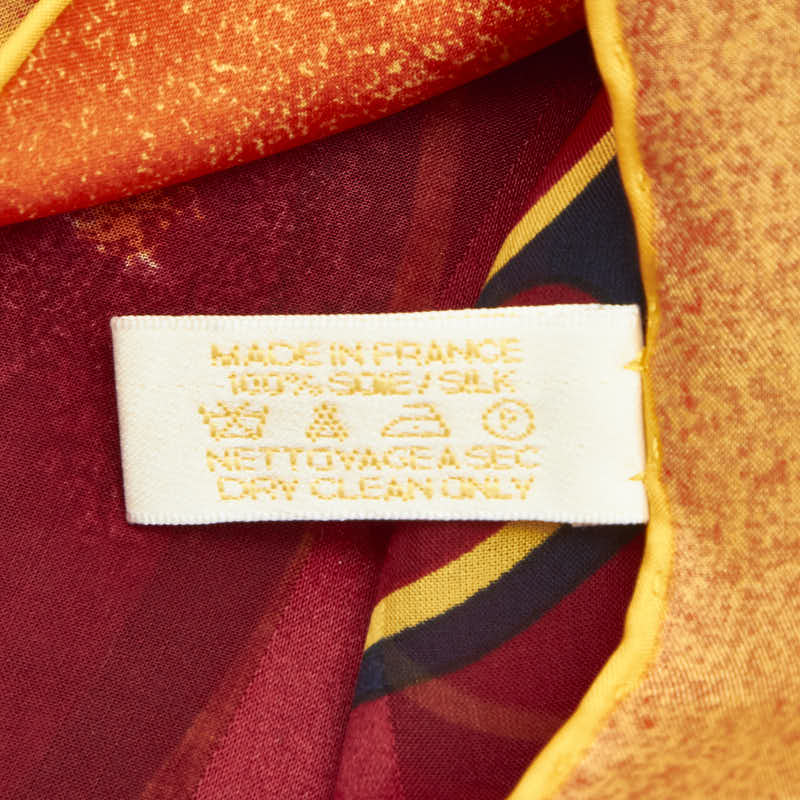 MADE IN FRANCE
100% SOIE / SILK
NETTOYAGE A SEC
DRY CLEAN ONLY